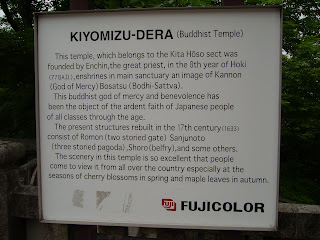 KIYOMIZU-DERA (Buddhist Temple)
This temple, which belongs to the Kita Hōso sect was
founded by Enchin, the great priest, in the 8th year of Hoki
(778A.D.), enshrines in main sanctuary an image of Kannon
(God of Mercy) Bosatsu (Bodhi-Sattva).
This buddhist god of mercy and benevolence has
been the object of the ardent faith of Japanese people
of all classes through the age.
The present structures rebuilt in the 17th century (1633)
consist of Romon (two storied gate) Sanjunoto
(three storied pagoda), Shoro (belfry), and some others.
The scenery in this temple is so excellent that people
come to view it from all over the country especially at the
seasons of cherry blossoms in spring and maple leaves in autumn.
FUJICOLOR